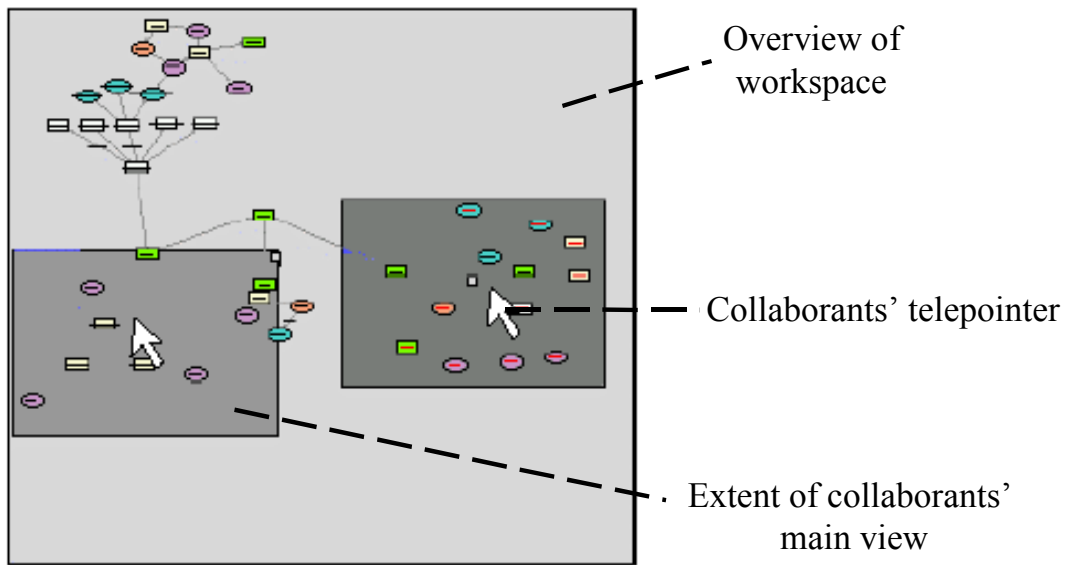 Overview of
workspace
Collaborants’ telepointer
Extent of collaborants’
main view